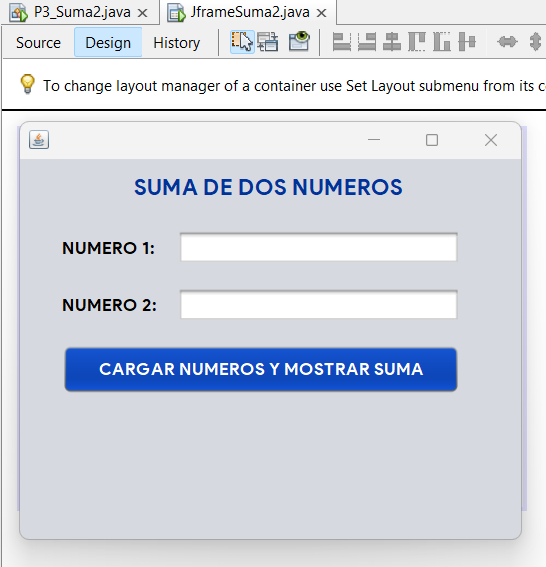 P3_Suma2.java JframeSuma2.java
Source Design History
To change layout manager of a container use Set Layout submenu from its c
SUMA DE DOS NUMEROS
NUMERO 1:
NUMERO 2:
CARGAR NUMEROS Y MOSTRAR SUMA